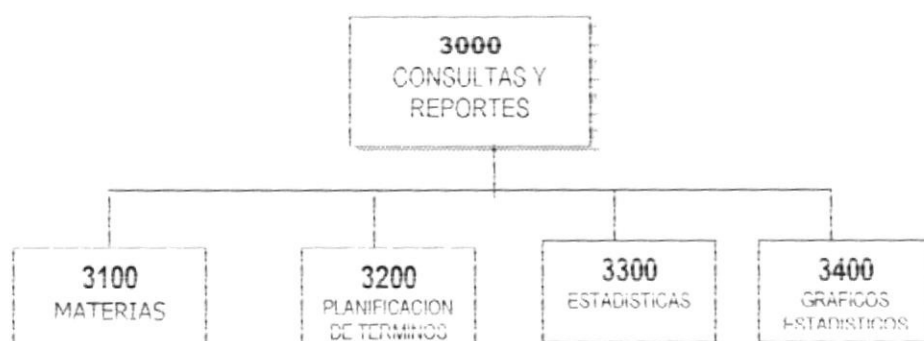 3000
CONSULTAS Y
REPORTES
3100
MATERIAS
3200
PLANIFICACION
DE TERMINOS
3300
ESTADISTICAS
3400
GRAFICOS
ESTADISTICOS